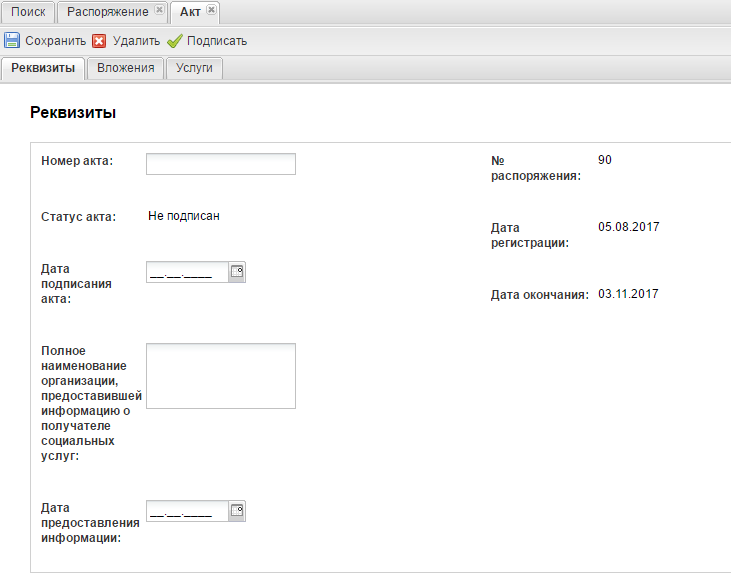 Поиск Распоряжение Акт
Сохранить Удалить Подписать
Реквизиты Вложения Услуги
Реквизиты
Номер акта:
Статус акта: Не подписан
Дата
подписания
акта:
__.__.____
Полное
наименование
организации,
предоставившей
информацию о
получателе
социальных
услуг:
Дата
предоставления
информации:
__.__.____
№
распоряжения:
90
Дата
регистрации:
05.08.2017
Дата окончания: 03.11.2017